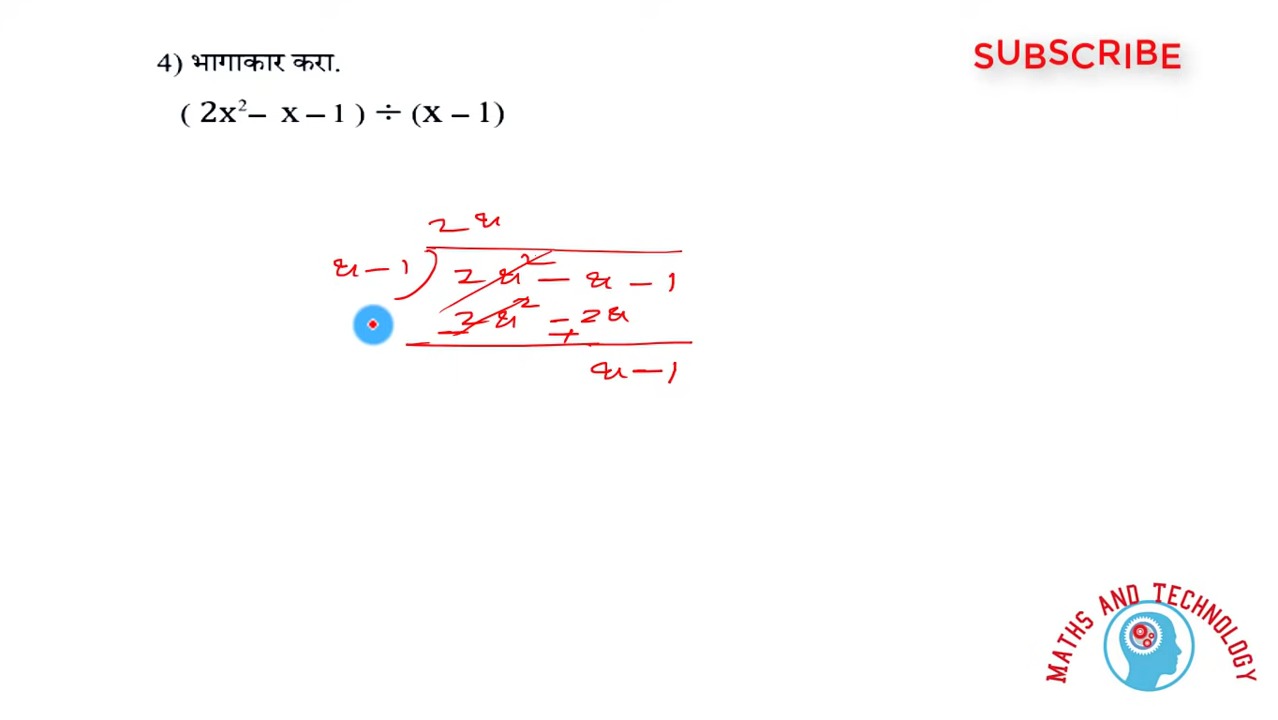 4) भागाकार करा.
SUBSCRIBE
( 2x² – x – 1 ) ÷ (x – 1)
2x
x – 1 ) 2x² – x – 1
2x² – 2x
– +
x – 1
MATHS AND TECHNOLOGY